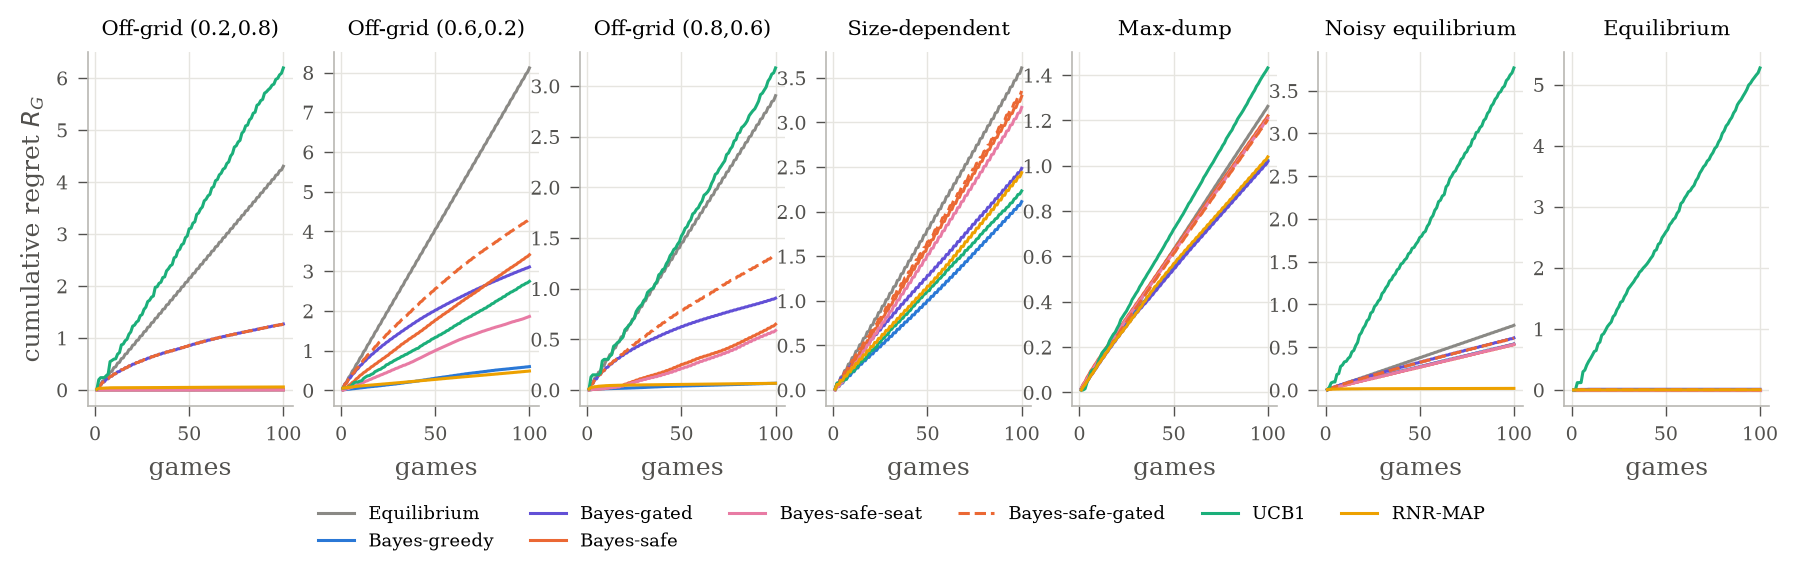 Off-grid (0.2,0.8) Off-grid (0.6,0.2) Off-grid (0.8,0.6) Size-dependent Max-dump Noisy equilibrium Equilibrium
cumulative regret R_G
0 1 2 3 4 5 6
0 50 100
games
0 1 2 3 4 5 6 7 8
0 50 100
games
0.0 0.5 1.0 1.5 2.0 2.5 3.0
0 50 100
games
0.0 0.5 1.0 1.5 2.0 2.5 3.0 3.5
0 50 100
games
0.0 0.2 0.4 0.6 0.8 1.0 1.2 1.4
0 50 100
games
0.0 0.5 1.0 1.5 2.0 2.5 3.0 3.5
0 50 100
games
0 1 2 3 4 5
0 50 100
games
Equilibrium Bayes-gated Bayes-safe-seat Bayes-safe-gated UCB1 RNR-MAP
Bayes-greedy Bayes-safe